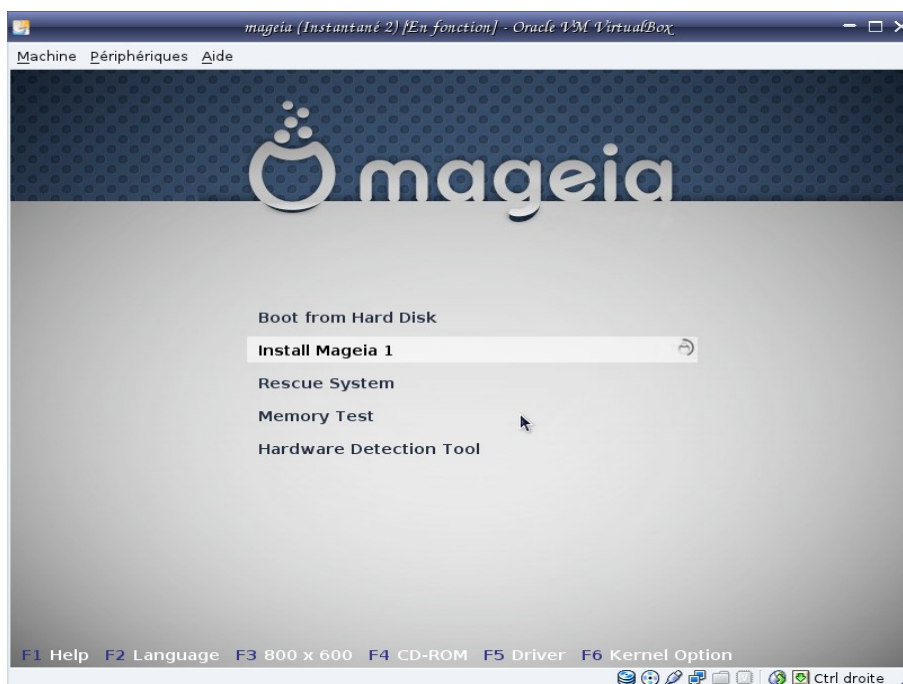 mageia (Instantané 2) [En fonction] - Oracle VM VirtualBox
Machine Périphériques Aide
mageia
Boot from Hard Disk
Install Mageia 1
Rescue System
Memory Test
Hardware Detection Tool
F1 Help F2 Language F3 800 x 600 F4 CD-ROM F5 Driver F6 Kernel Option
Ctrl droite